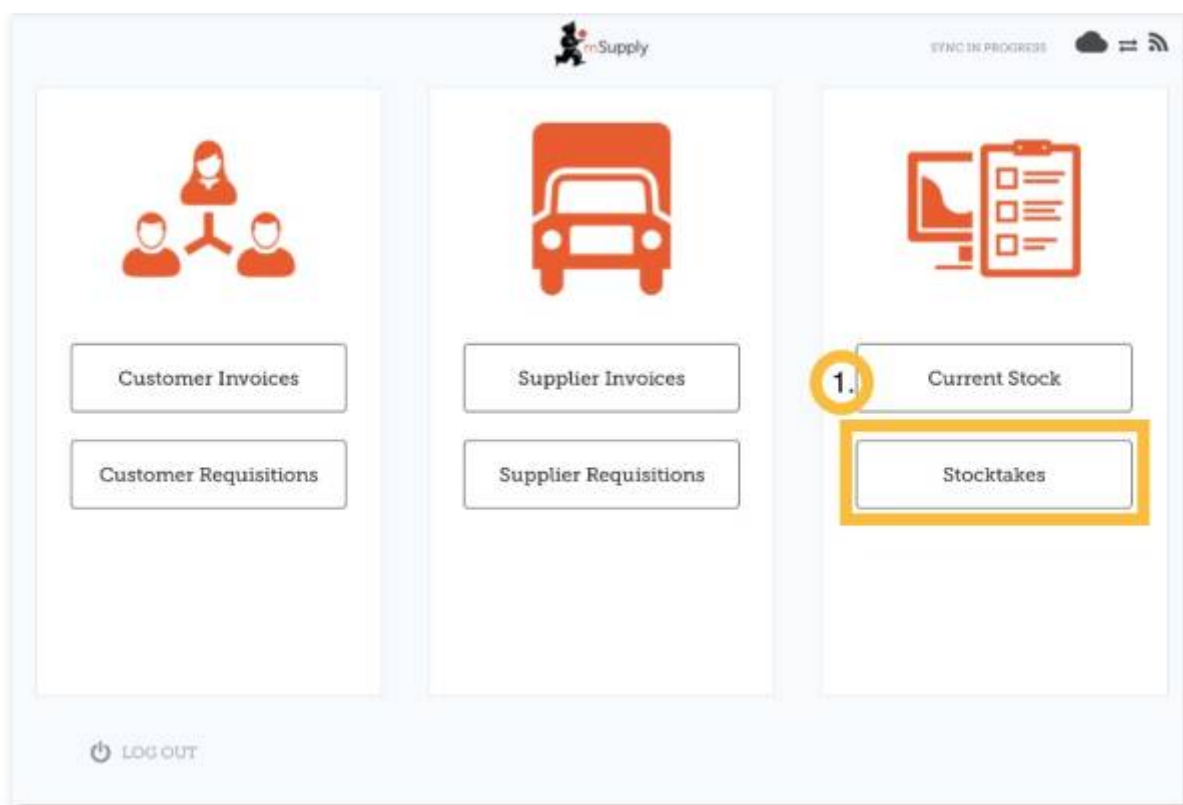 mSupply
SYNC IN PROGRESS
Customer Invoices
Supplier Invoices
1.
Current Stock
Customer Requisitions
Supplier Requisitions
Stocktakes
LOG OUT